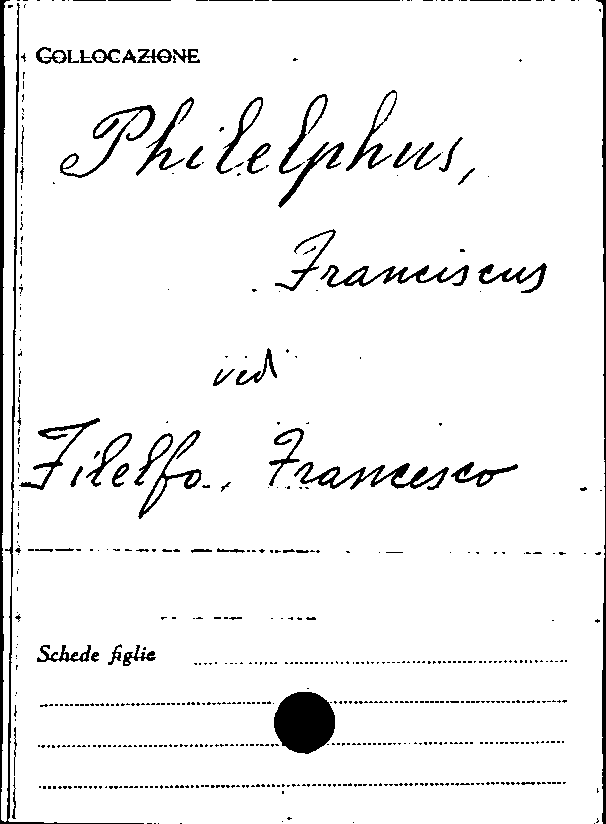 COLLOCAZIONE
Philelphus,
Franciscus
vedi
Filelfo, Francesco
Schede figlie